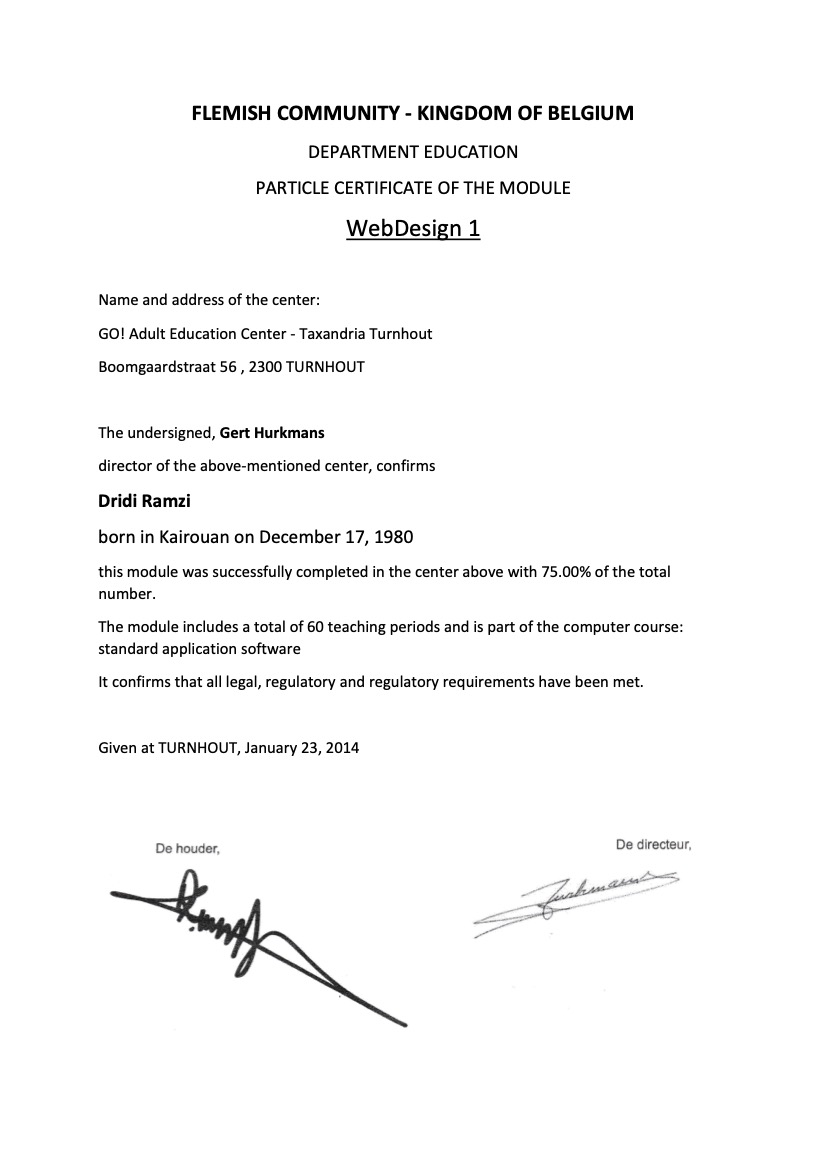 FLEMISH COMMUNITY - KINGDOM OF BELGIUM
DEPARTMENT EDUCATION
PARTICLE CERTIFICATE OF THE MODULE
WebDesign 1
Name and address of the center:
GO! Adult Education Center - Taxandria Turnhout
Boomgaardstraat 56 , 2300 TURNHOUT
The undersigned, Gert Hurkmans
director of the above-mentioned center, confirms
Dridi Ramzi
born in Kairouan on December 17, 1980
this module was successfully completed in the center above with 75.00% of the total
number.
The module includes a total of 60 teaching periods and is part of the computer course:
standard application software
It confirms that all legal, regulatory and regulatory requirements have been met.
Given at TURNHOUT, January 23, 2014
De houder,
De directeur,